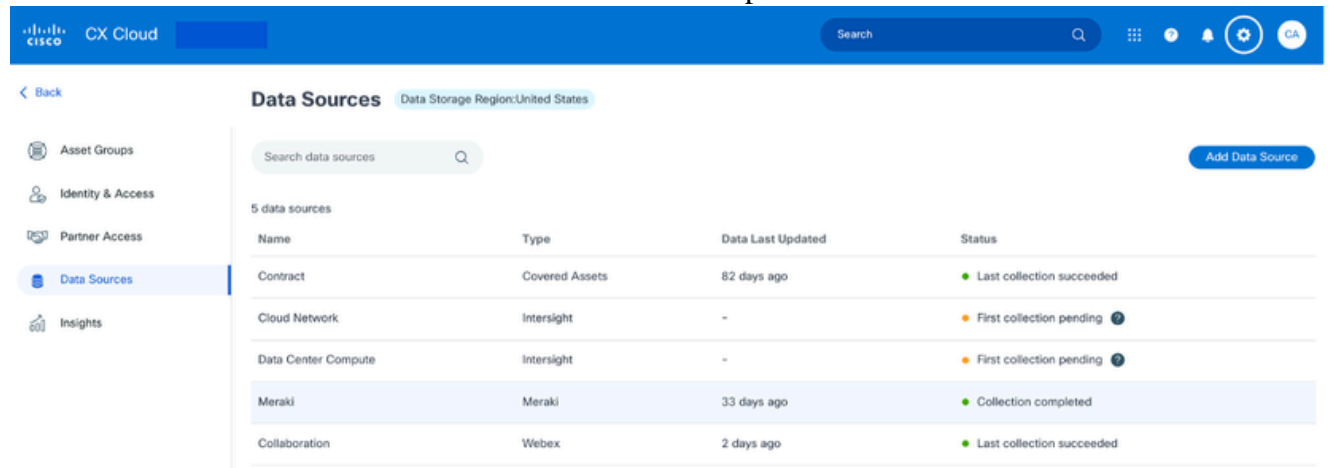 cisco CX Cloud Search CA
Back
Data Sources Data Storage Region:United States
Asset Groups
Search data sources Add Data Source
Identity & Access
5 data sources
Partner Access
Name Type Data Last Updated Status
Data Sources
Contract Covered Assets 82 days ago Last collection succeeded
Insights
Cloud Network Intersight - First collection pending ?
Data Center Compute Intersight - First collection pending ?
Meraki Meraki 33 days ago Collection completed
Collaboration Webex 2 days ago Last collection succeeded